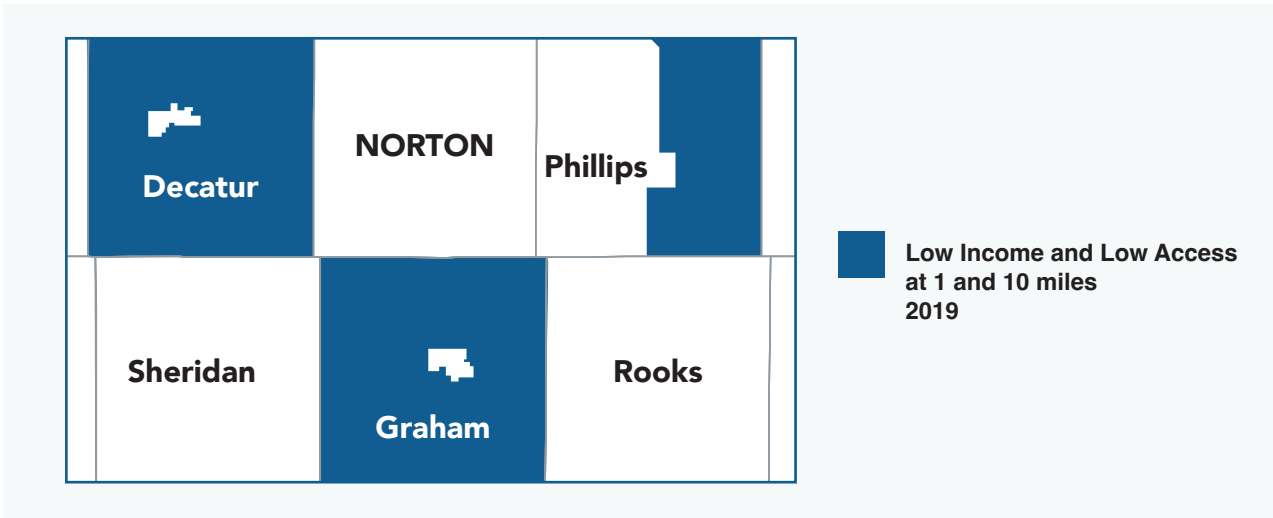 NORTON
Phillips
Decatur
Low Income and Low Access
at 1 and 10 miles
2019
Sheridan
Rooks
Graham